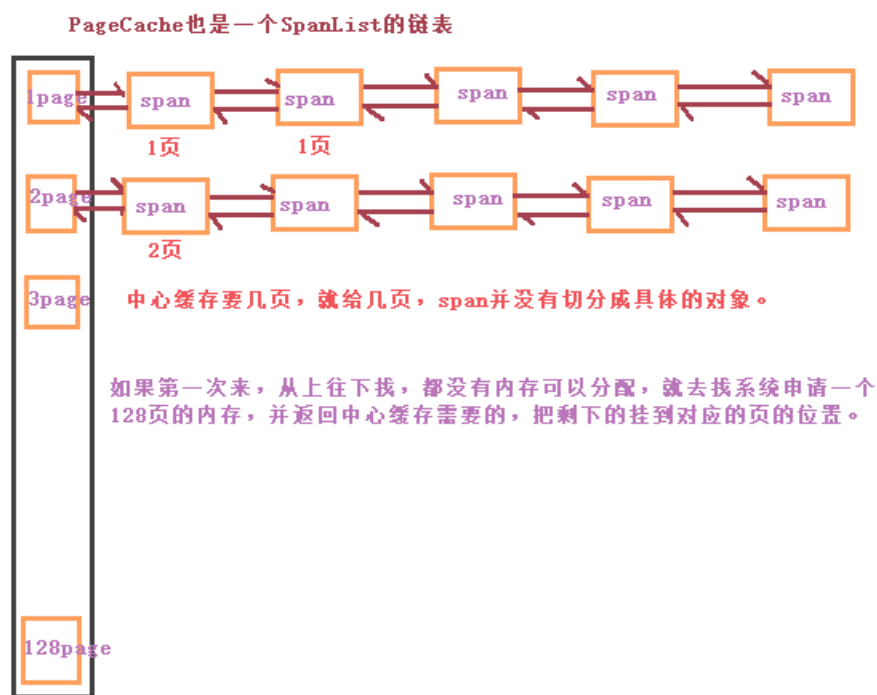 PageCache也是一个SpanList的链表
1page span span span span span
1页 1页
2page span span span span span
2页
3page 中心缓存要几页，就给几页，span并没有切分成具体的对象。
如果第一次来，从上往下找，都没有内存可以分配，就去找系统申请一个
128页的内存，并返回中心缓存需要的，把剩下的挂到对应的页的位置。
128page